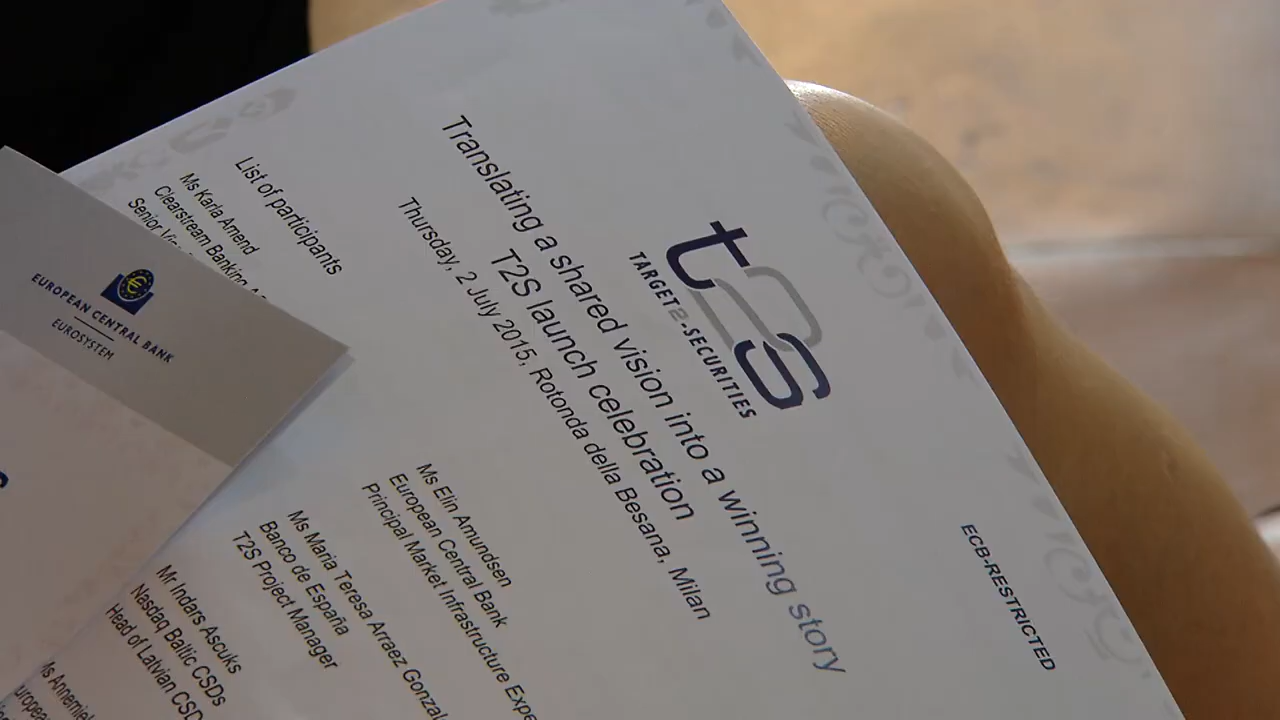 ECB-RESTRICTED
t2s
TARGET2-SECURITIES
Translating a shared vision into a winning story
T2S launch celebration
Thursday, 2 July 2015, Rotonda della Besana, Milan
List of participants
Ms Karla Amend
Clearstream Banking
Senior
Ms Elin Amundsen
European Central Bank
Principal Market Infrastructure
Ms Maria Teresa Arraez
Banco de España
T2S Project Manager
Mr Indars Ascuks
Nasdaq Baltic CSDs
Head of Latvian
EUROPEAN CENTRAL BANK
EUROSYSTEM